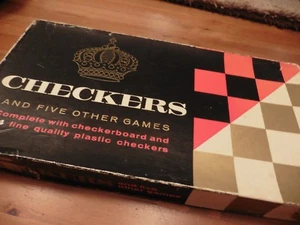 CHECKERS
AND FIVE OTHER GAMES
Complete with checkerboard and
fine quality plastic checkers